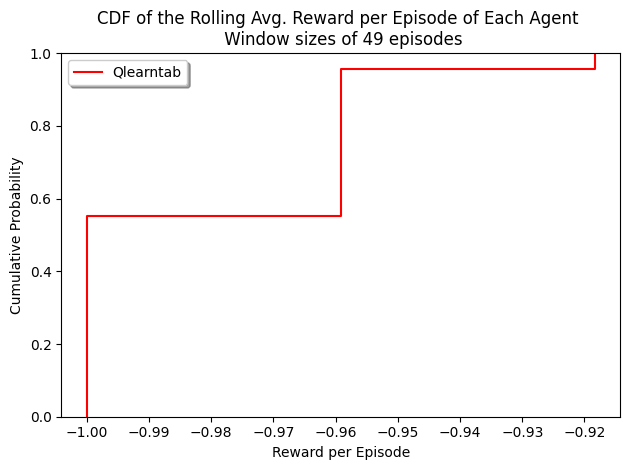 CDF of the Rolling Avg. Reward per Episode of Each Agent
Window sizes of 49 episodes
Qlearntab
1.0
0.8
0.6
0.4
0.2
0.0
Cumulative Probability
−1.00 −0.99 −0.98 −0.97 −0.96 −0.95 −0.94 −0.93 −0.92
Reward per Episode